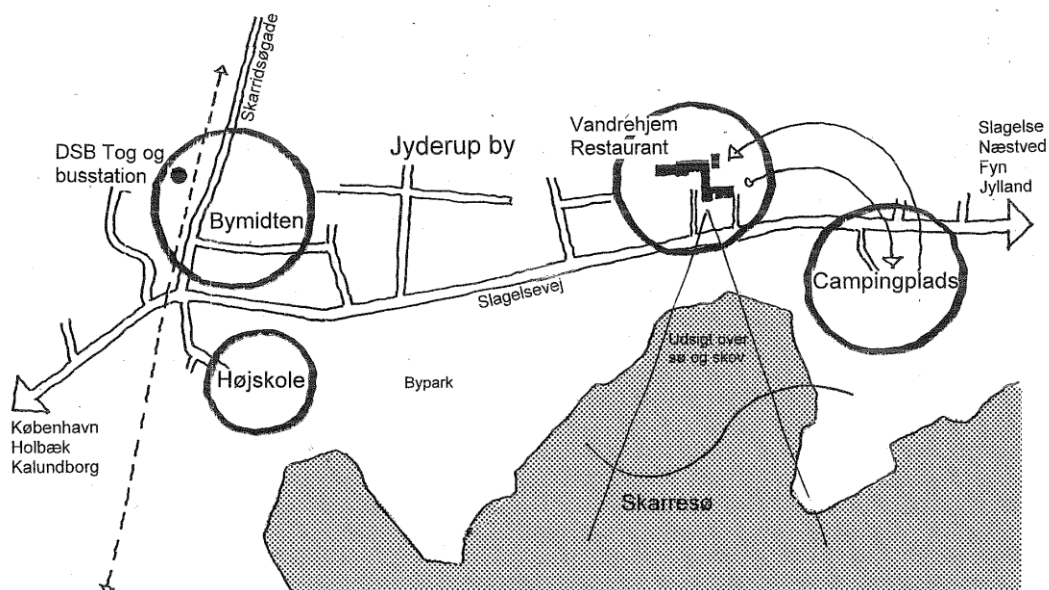 Skarridsøgade
DSB Tog og
busstation
Jyderup by
Vandrehjem
Restaurant
Slagelse
Næstved
Fyn
Jylland
Bymidten
Campingplads
Slagelsevej
Udsigt over
sø og skov
Højskole
Bypark
København
Holbæk
Kalundborg
Skarresø